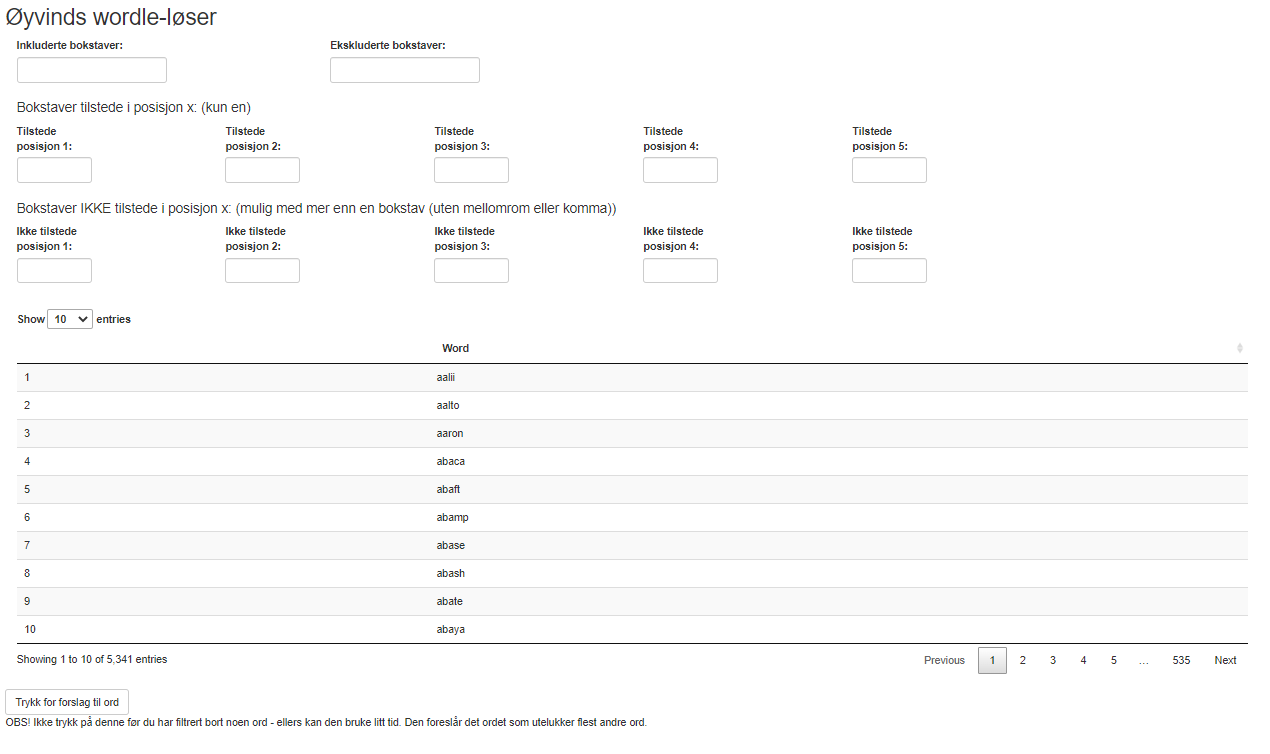 Øyvinds wordle-løser
Inkluderte bokstaver: Ekskluderte bokstaver:
Bokstaver tilstede i posisjon x: (kun en)
Tilstede Tilstede Tilstede Tilstede Tilstede
posisjon 1: posisjon 2: posisjon 3: posisjon 4: posisjon 5:
Bokstaver IKKE tilstede i posisjon x: (mulig med mer enn en bokstav (uten mellomrom eller komma))
Ikke tilstede Ikke tilstede Ikke tilstede Ikke tilstede Ikke tilstede
posisjon 1: posisjon 2: posisjon 3: posisjon 4: posisjon 5:
Show 10 entries
Word
1 aalii
2 aalto
3 aaron
4 abaca
5 abaft
6 abamp
7 abase
8 abash
9 abate
10 abaya
Showing 1 to 10 of 5,341 entries Previous 1 2 3 4 5 … 535 Next
Trykk for forslag til ord
OBS! Ikke trykk på denne før du har filtrert bort noen ord - ellers kan den bruke litt tid. Den foreslår det ordet som utelukker flest andre ord.